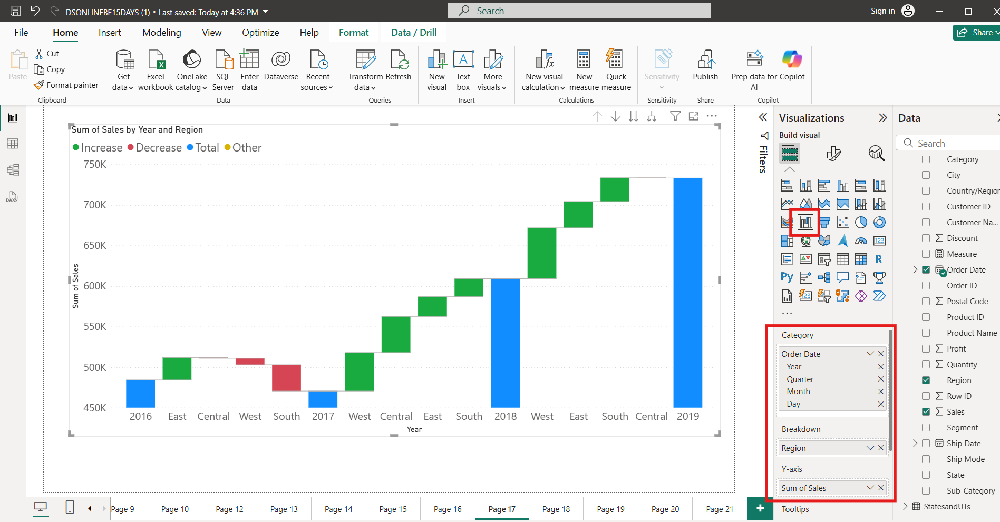 DSONLINEBE15DAYS (1) • Last saved: Today at 4:36 PM
Search
Sign in
File Home Insert Modeling View Optimize Help Format Data / Drill
Share
Paste
Cut
Copy
Format painter
Clipboard
Get data
Excel workbook
OneLake catalog
SQL Server
Enter data
Dataverse
Recent sources
Data
Transform data
Refresh
Queries
New visual
Text box
More visuals
Insert
New visual calculation
New measure
Quick measure
Calculations
Sensitivity
Sensitivity
Publish
Share
Prep data for AI
Copilot
Copilot
DAX
Sum of Sales by Year and Region
Increase Decrease Total Other
750K
700K
650K
600K
550K
500K
450K
Sum of Sales
2016 East Central West South 2017 West Central East South 2018 West East South Central 2019
Year
Filters
Visualizations
Build visual
123
R
Py
123
Category
Order Date
Year
Quarter
Month
Day
Breakdown
Region
Y-axis
Sum of Sales
Tooltips
Data
Search
Category
City
Country/Region
Customer ID
Customer Na...
Discount
Measure
Order Date
Order ID
Postal Code
Product ID
Product Name
Profit
Quantity
Region
Row ID
Sales
Segment
Ship Date
Ship Mode
State
Sub-Category
StatesandUTs
Page 9 Page 10 Page 12 Page 13 Page 14 Page 15 Page 16 Page 17 Page 18 Page 19 Page 20 Page 21